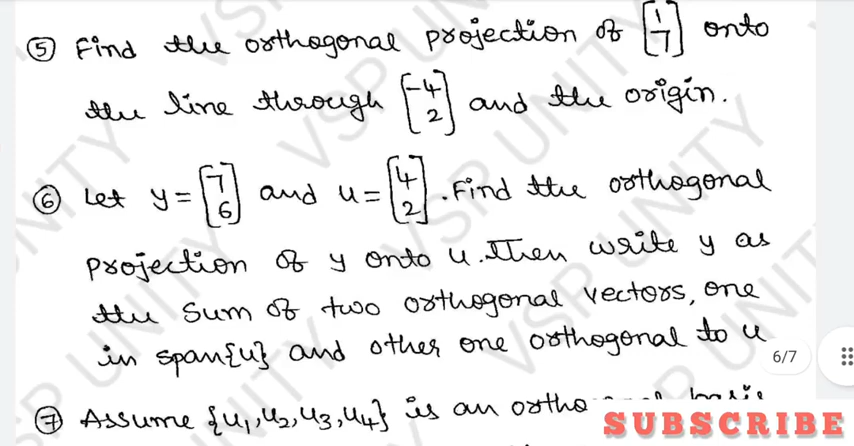 ⑤ Find the orthogonal projection of [1 7] onto
the line through [-4 2] and the origin.
⑥ Let y = [7 6] and u = [4 2]. Find the orthogonal
projection of y onto u. Then write y as
the sum of two orthogonal vectors, one
in span{u} and other one orthogonal to u
6/7
⑦ Assume {u₁, u₂, u₃, u₄} is an
SUBSCRIBE
VSP UNITY